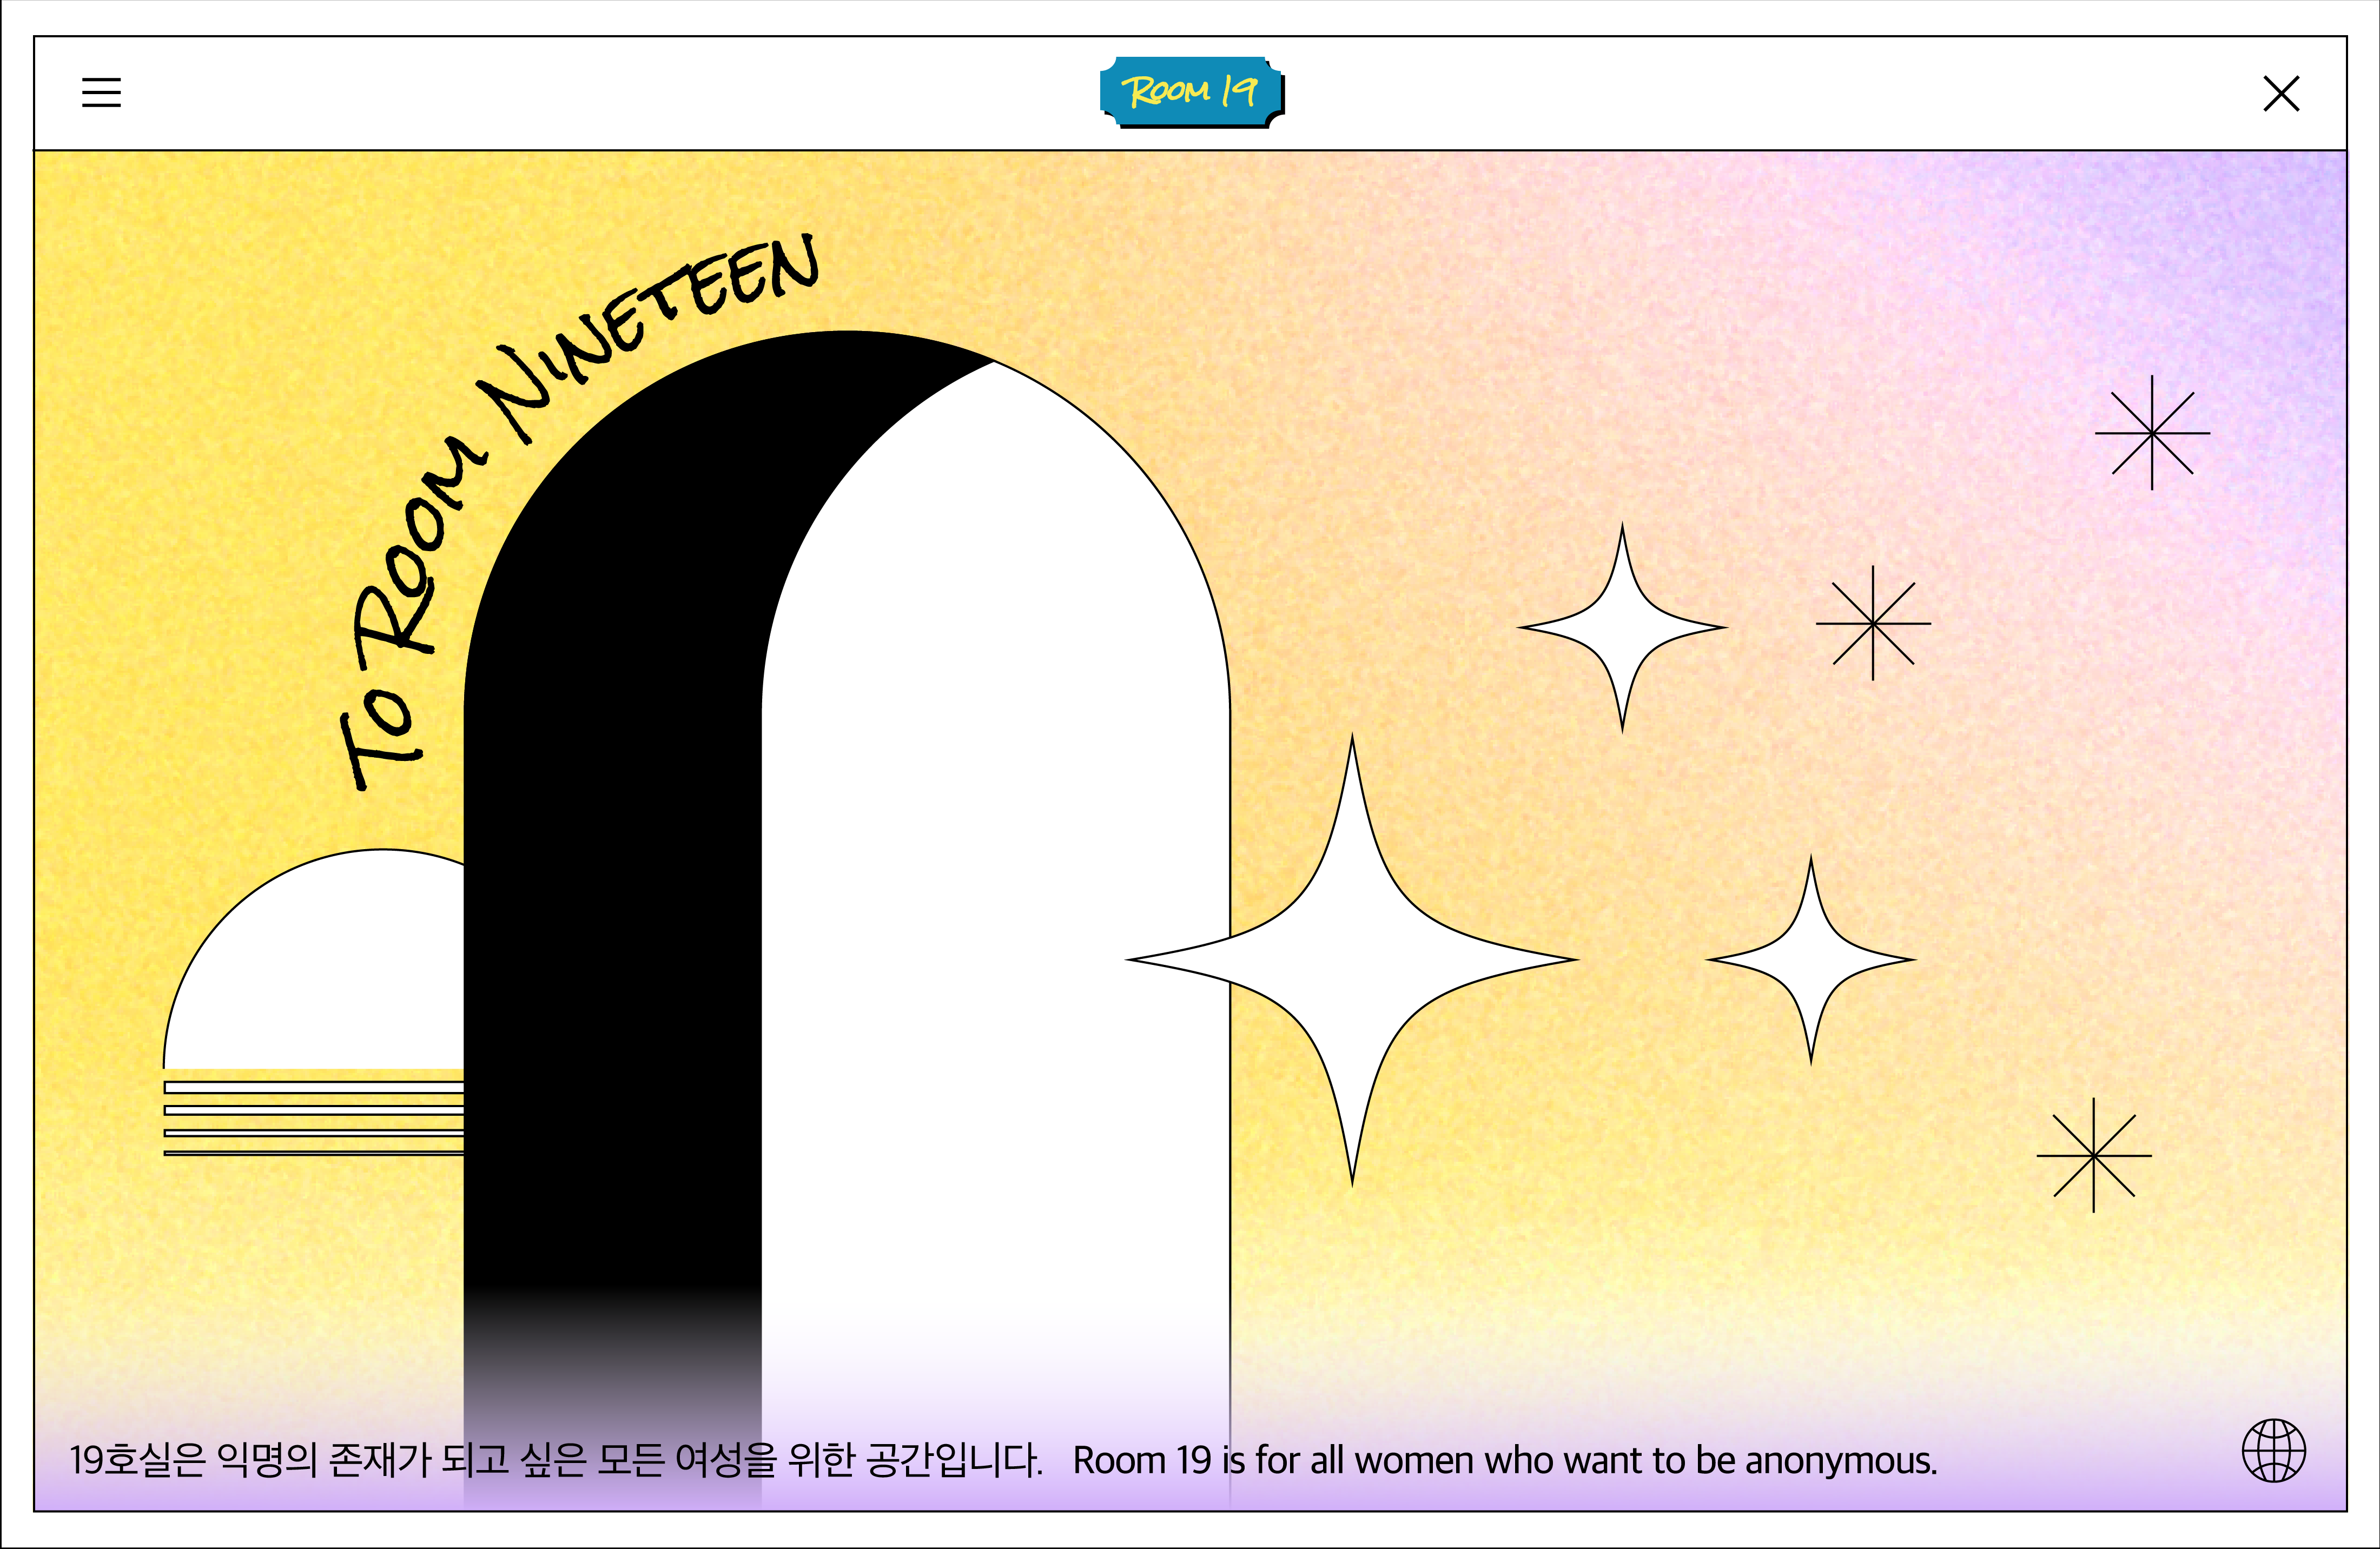 ROOM 19
TO ROOM NINETEEN
19호실은 익명의 존재가 되고 싶은 모든 여성을 위한 공간입니다. Room 19 is for all women who want to be anonymous.